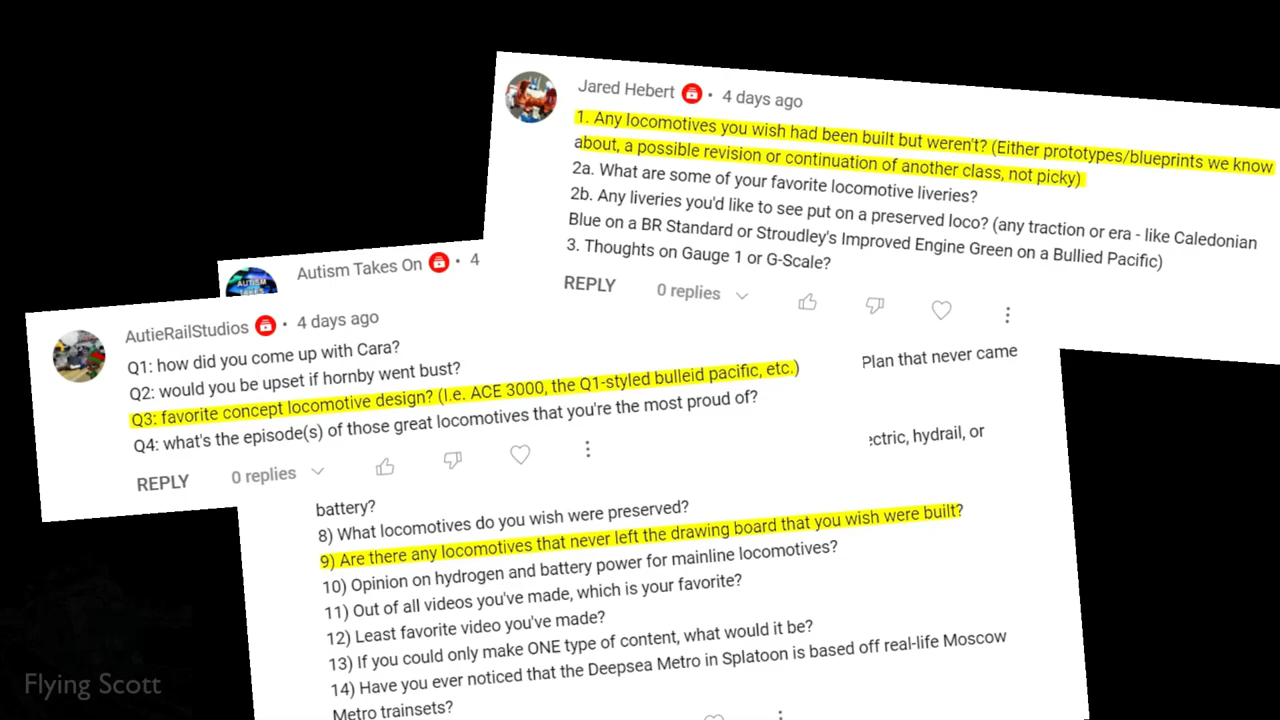 Jared Hebert • 4 days ago
1. Any locomotives you wish had been built but weren't? (Either prototypes/blueprints we know
about, a possible revision or continuation of another class, not picky)
2a. What are some of your favorite locomotive liveries?
2b. Any liveries you'd like to see put on a preserved loco? (any traction or era - like Caledonian
Blue on a BR Standard or Stroudley's Improved Engine Green on a Bullied Pacific)
3. Thoughts on Gauge 1 or G-Scale?
REPLY 0 replies
Autism Takes On • 4
AUTISM
TAKES
AutieRailStudios • 4 days ago
Q1: how did you come up with Cara?
Q2: would you be upset if hornby went bust?
Q3: favorite concept locomotive design? (I.e. ACE 3000, the Q1-styled bulleid pacific, etc.)
Q4: what's the episode(s) of those great locomotives that you're the most proud of?
REPLY 0 replies
Plan that never came
ectric, hydrail, or
battery?
8) What locomotives do you wish were preserved?
9) Are there any locomotives that never left the drawing board that you wish were built?
10) Opinion on hydrogen and battery power for mainline locomotives?
11) Out of all videos you've made, which is your favorite?
12) Least favorite video you've made?
13) If you could only make ONE type of content, what would it be?
14) Have you ever noticed that the Deepsea Metro in Splatoon is based off real-life Moscow
Metro trainsets?
Flying Scott